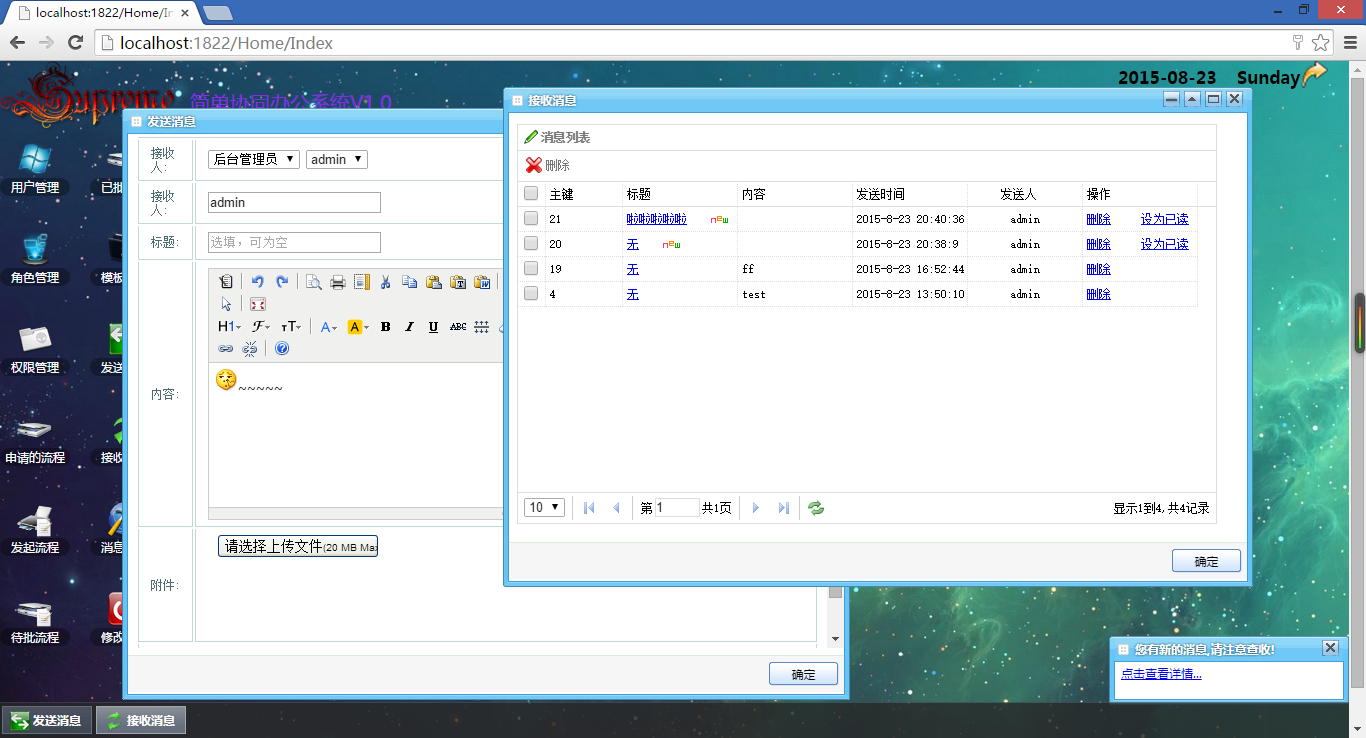 localhost:1822/Home/In
localhost:1822/Home/Index
2015-08-23 Sunday
Supreme 简单协同办公系统V1.0
用户管理
角色管理
权限管理
申请的流程
发起流程
待批流程
已批
模板
发送
接收
消息
修改
发送消息
接收人:
后台管理员 admin
接收人:
admin
标题:
选填，可为空
内容:
H1 F TT A A B I U ABC
~~~~~
附件:
请选择上传文件(20 MB Max
确定
接收消息
消息列表
删除
主键 标题 内容 发送时间 发送人 操作
21 啦啦啦啦啦 new 2015-8-23 20:40:36 admin 删除 设为已读
20 无 new 2015-8-23 20:38:9 admin 删除 设为已读
19 无 ff 2015-8-23 16:52:44 admin 删除
4 无 test 2015-8-23 13:50:10 admin 删除
10 第 1 共1页 显示1到4,共4记录
确定
您有新的消息,请注意查收!
点击查看详情...
发送消息 接收消息